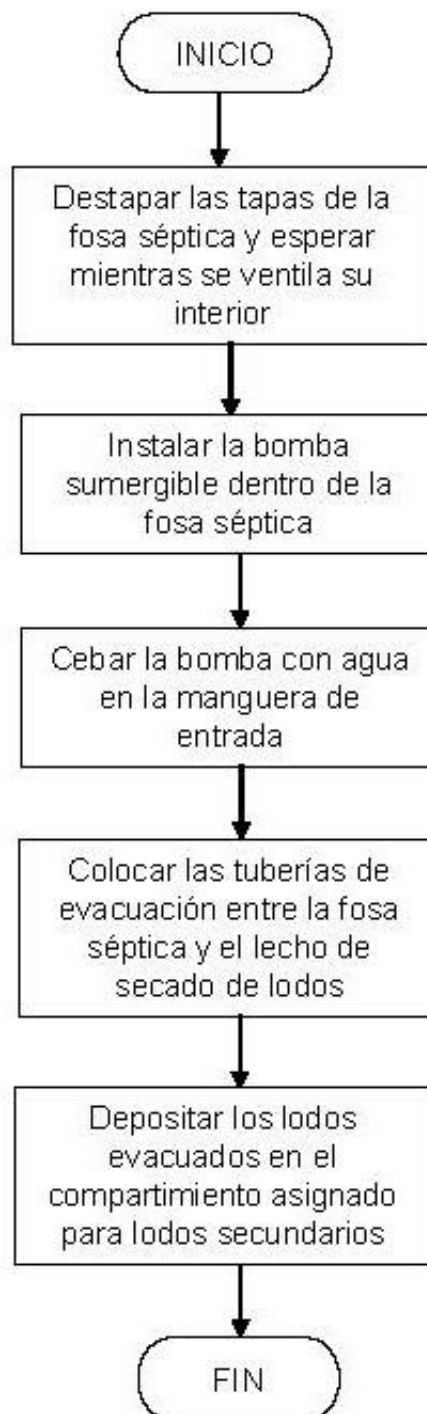 INICIO
Destapar las tapas de la
fosa séptica y esperar
mientras se ventila su
interior
Instalar la bomba
sumergible dentro de la
fosa séptica
Cebar la bomba con agua
en la manguera de
entrada
Colocar las tuberías de
evacuación entre la fosa
séptica y el lecho de
secado de lodos
Depositar los lodos
evacuados en el
compartimiento asignado
para lodos secundarios
FIN